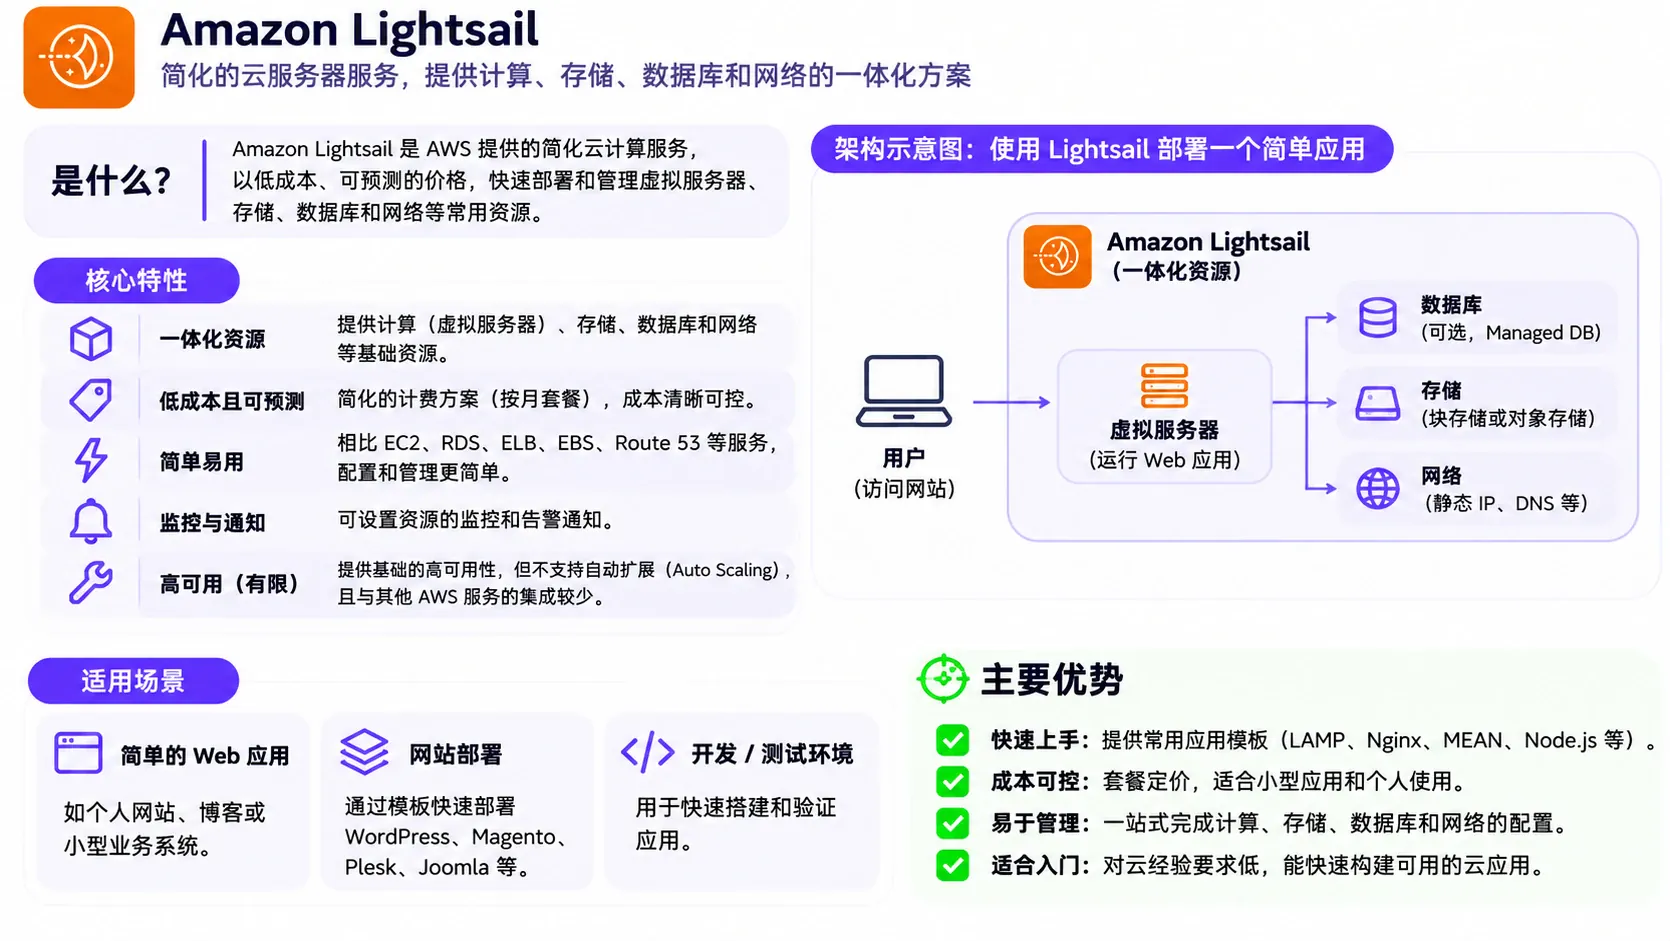 Amazon Lightsail
简化的云服务器服务，提供计算、存储、数据库和网络的一体化方案
是什么？
Amazon Lightsail 是 AWS 提供的简化云计算服务，
以低成本、可预测的价格，快速部署和管理虚拟服务器、
存储、数据库和网络等常用资源。
核心特性
一体化资源
提供计算（虚拟服务器）、存储、数据库和网络
等基础资源。
低成本且可预测
简化的计费方案（按月套餐），成本清晰可控。
简单易用
相比 EC2、RDS、ELB、EBS、Route 53 等服务，
配置和管理更简单。
监控与通知
可设置资源的监控和告警通知。
高可用（有限）
提供基础的高可用性，但不支持自动扩展（Auto Scaling），
且与其他 AWS 服务的集成较少。
架构示意图：使用 Lightsail 部署一个简单应用
Amazon Lightsail
（一体化资源）
用户
(访问网站)
虚拟服务器
(运行 Web 应用)
数据库
(可选，Managed DB)
存储
(块存储或对象存储)
网络
(静态 IP、DNS 等)
适用场景
简单的 Web 应用
如个人网站、博客或
小型业务系统。
网站部署
通过模板快速部署
WordPress、Magento、
Plesk、Joomla 等。
开发 / 测试环境
用于快速搭建和验证
应用。
主要优势
快速上手：提供常用应用模板（LAMP、Nginx、MEAN、Node.js 等）。
成本可控：套餐定价，适合小型应用和个人使用。
易于管理：一站式完成计算、存储、数据库和网络的配置。
适合入门：对云经验要求低，能快速构建可用的云应用。